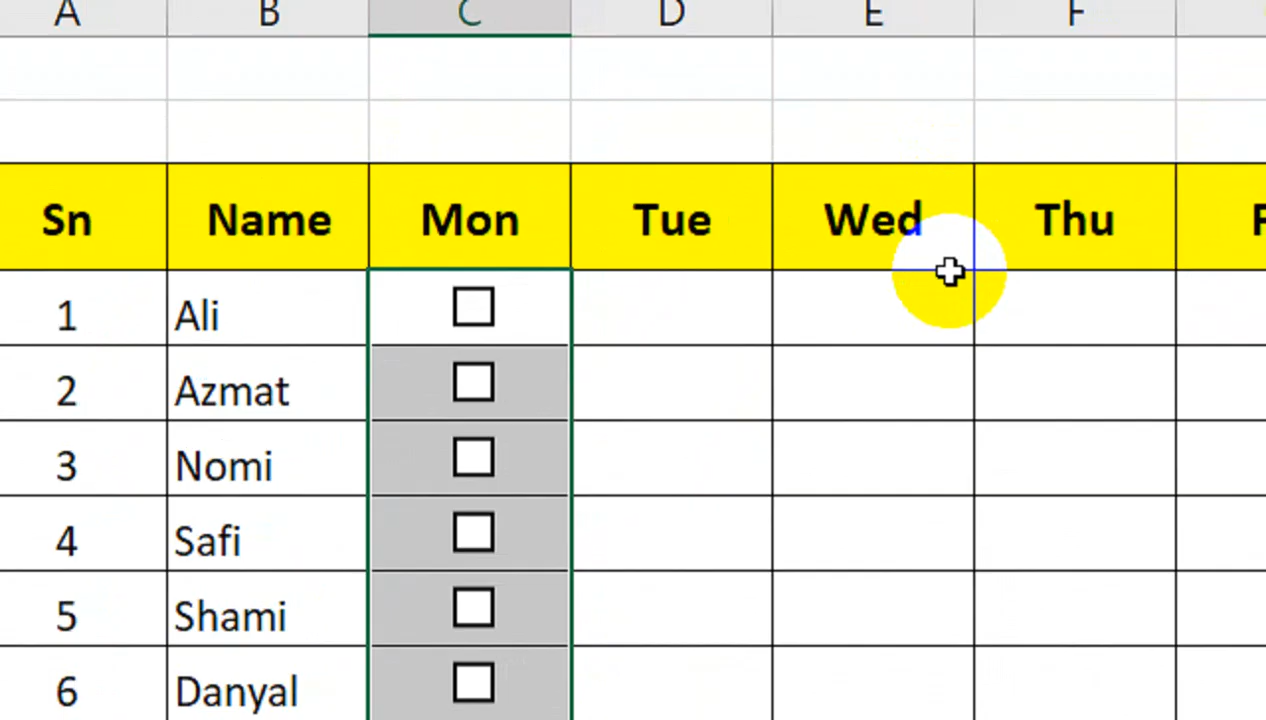 A B C D E F
Sn Name Mon Tue Wed Thu F
1 Ali
2 Azmat
3 Nomi
4 Safi
5 Shami
6 Danyal